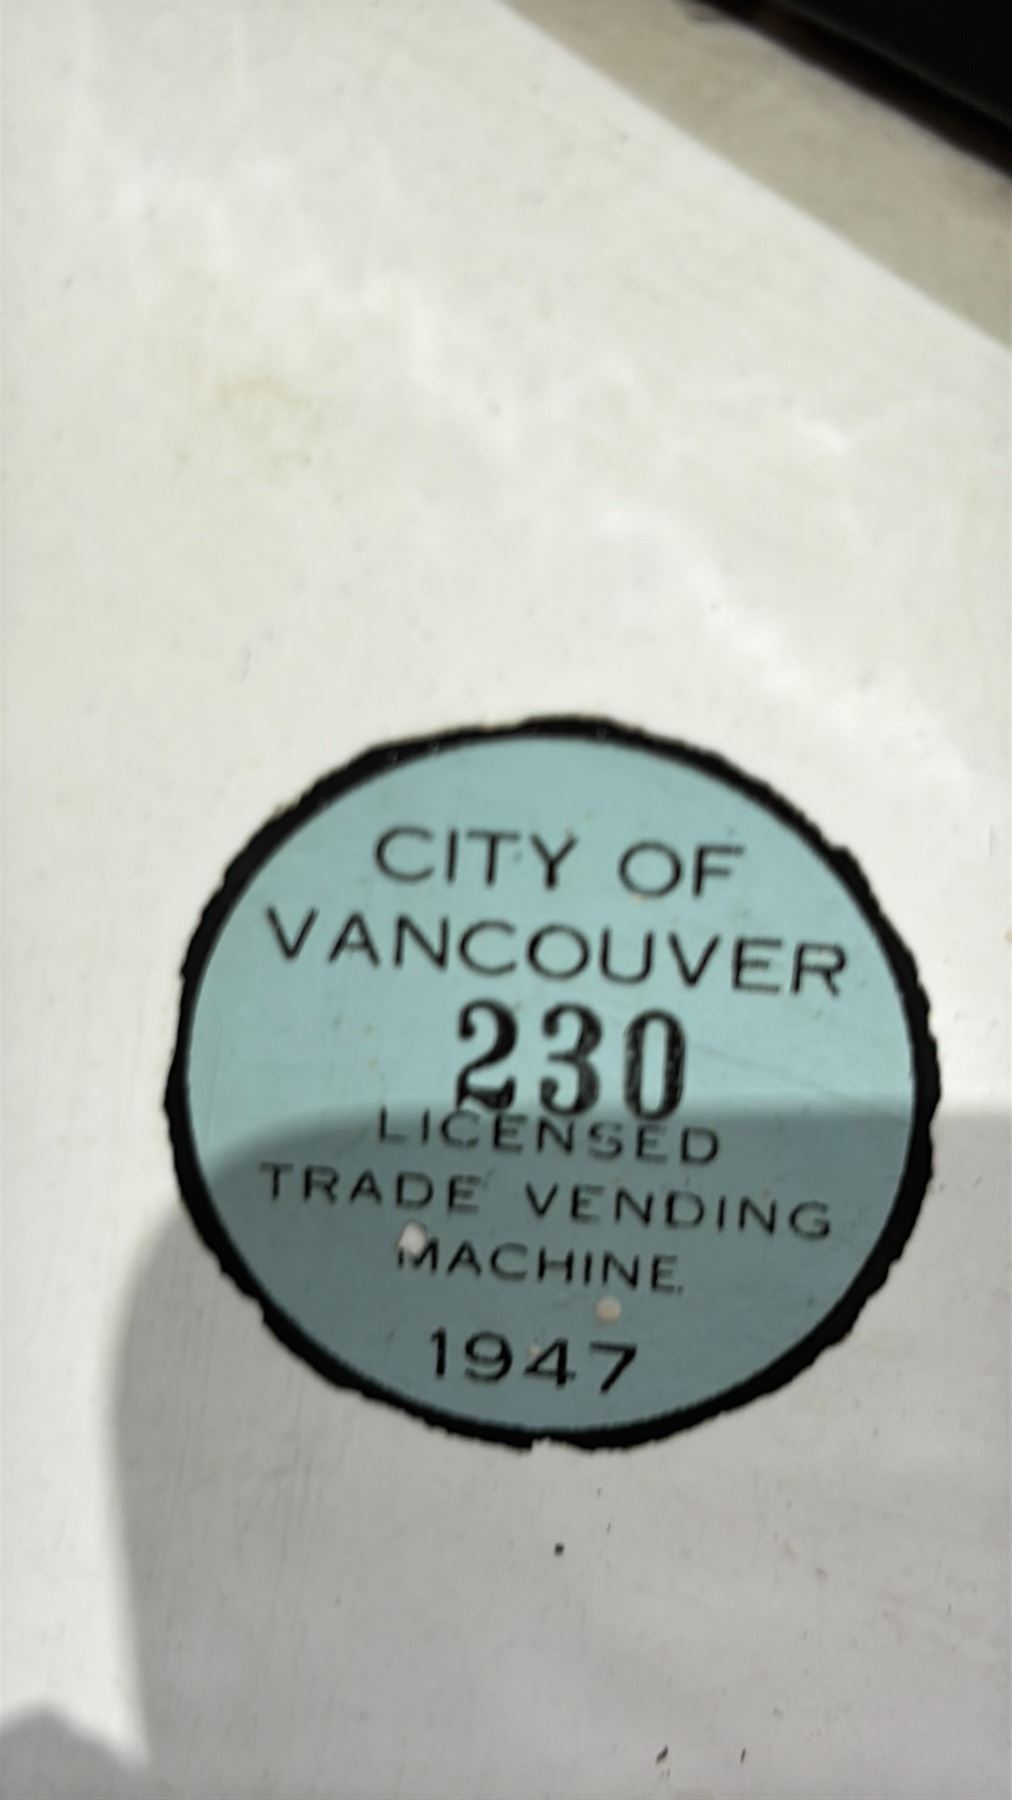 CITY OF
VANCOUVER
230
LICENSED
TRADE VENDING
MACHINE
1947